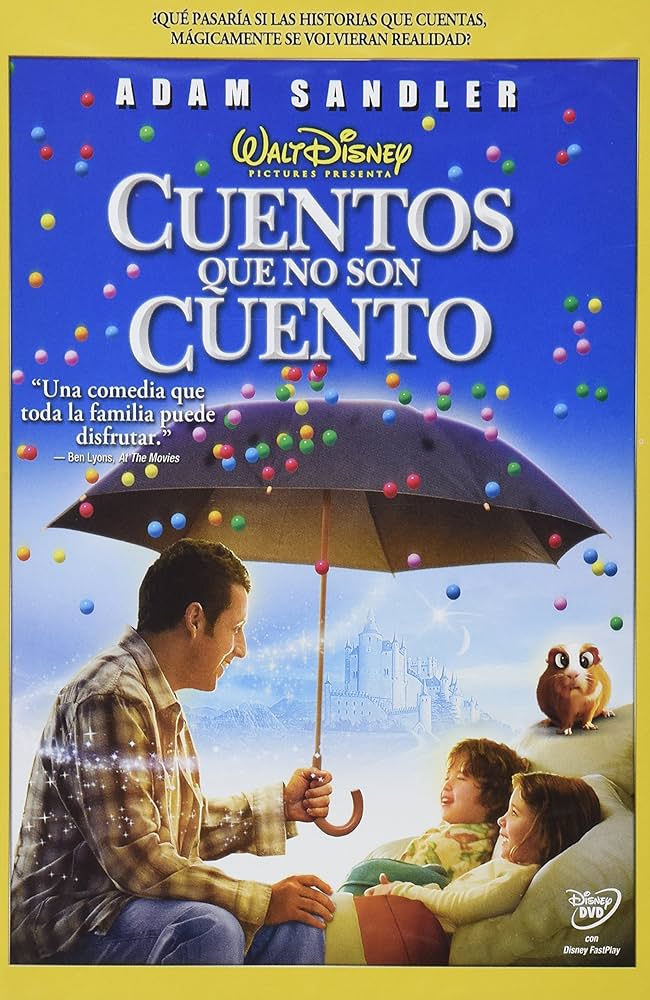 ¿QUÉ PASARÍA SI LAS HISTORIAS QUE CUENTAS,
MÁGICAMENTE SE VOLVIERAN REALIDAD?
ADAM SANDLER
WALT DISNEY
PICTURES PRESENTA
CUENTOS
QUE NO SON
CUENTO
“Una comedia que
toda la familia puede
disfrutar.”
— Ben Lyons, At The Movies
Disney
DVD
con
Disney FastPlay